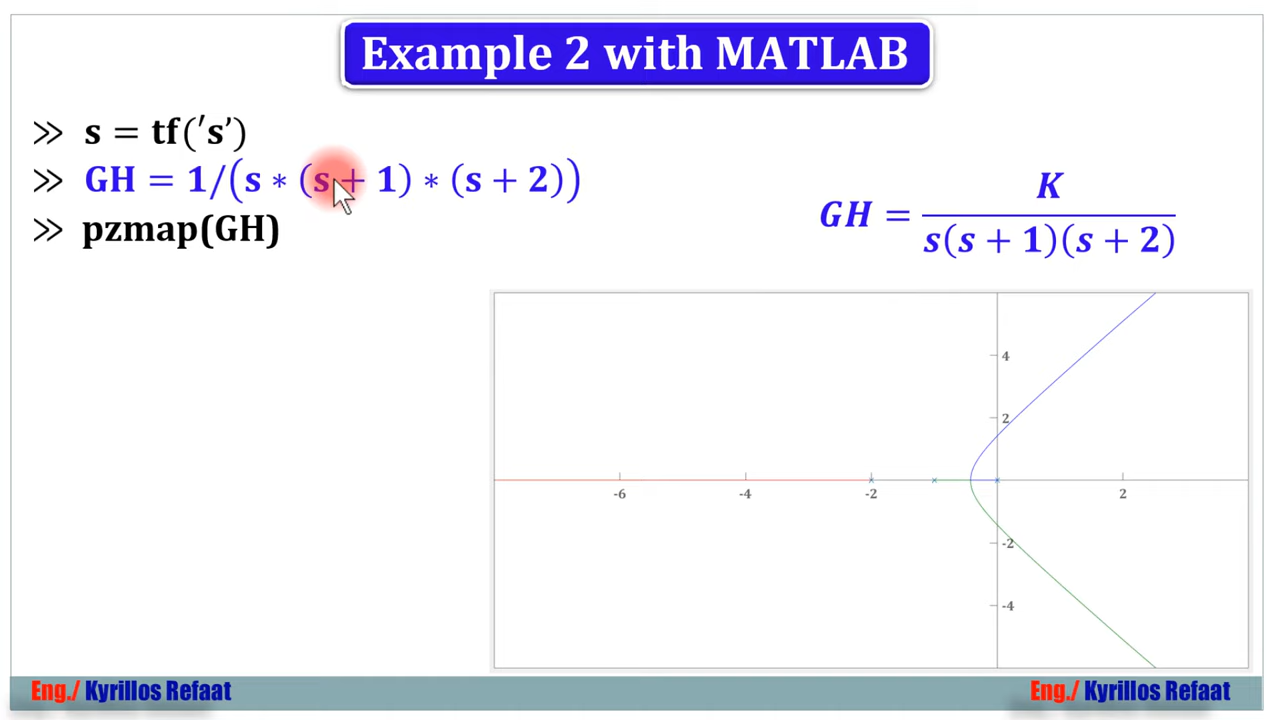 Example 2 with MATLAB
≫ s = tf(′s’)
≫ GH = 1/(s ∗ (s + 1) ∗ (s + 2))
≫ pzmap(GH)
GH = K / s(s + 1)(s + 2)
4
2
-6 -4 -2 2
-2
-4
Eng./ Kyrillos Refaat
Eng./ Kyrillos Refaat